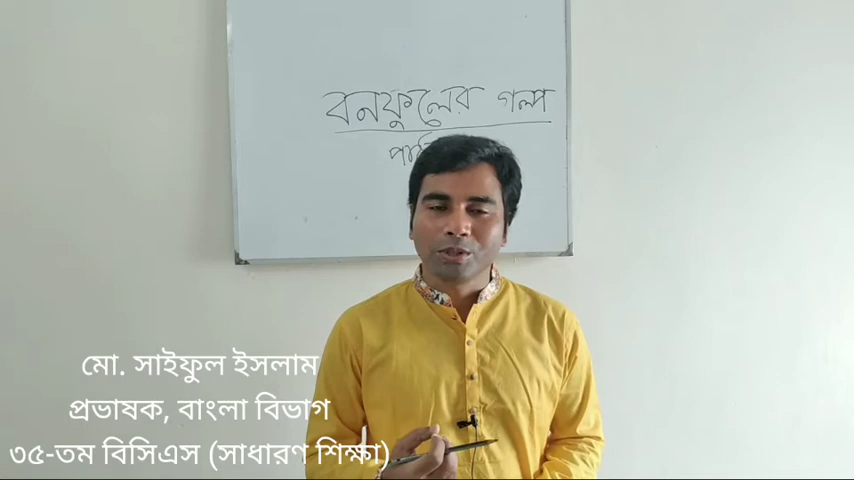 বনফুলের গল্প
মো. সাইফুল ইসলাম
প্রভাষক, বাংলা বিভাগ
৩৫-তম বিসিএস (সাধারণ শিক্ষা)